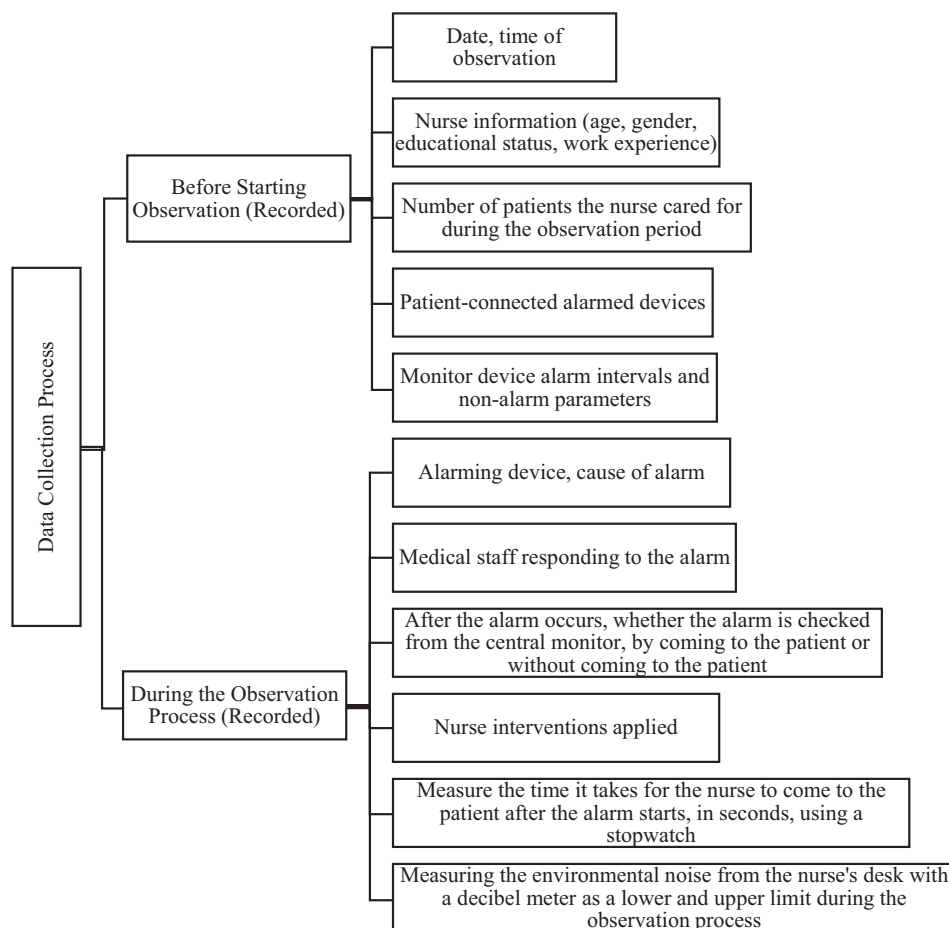 Data Collection Process
Before Starting
Observation (Recorded)
Date, time of
observation
Nurse information (age, gender,
educational status, work experience)
Number of patients the nurse cared for
during the observation period
Patient-connected alarmed devices
Monitor device alarm intervals and
non-alarm parameters
During the Observation
Process (Recorded)
Alarming device, cause of alarm
Medical staff responding to the alarm
After the alarm occurs, whether the alarm is checked
from the central monitor, by coming to the patient or
without coming to the patient
Nurse interventions applied
Measure the time it takes for the nurse to come to the
patient after the alarm starts, in seconds, using a
stopwatch
Measuring the environmental noise from the nurse's desk with
a decibel meter as a lower and upper limit during the
observation process